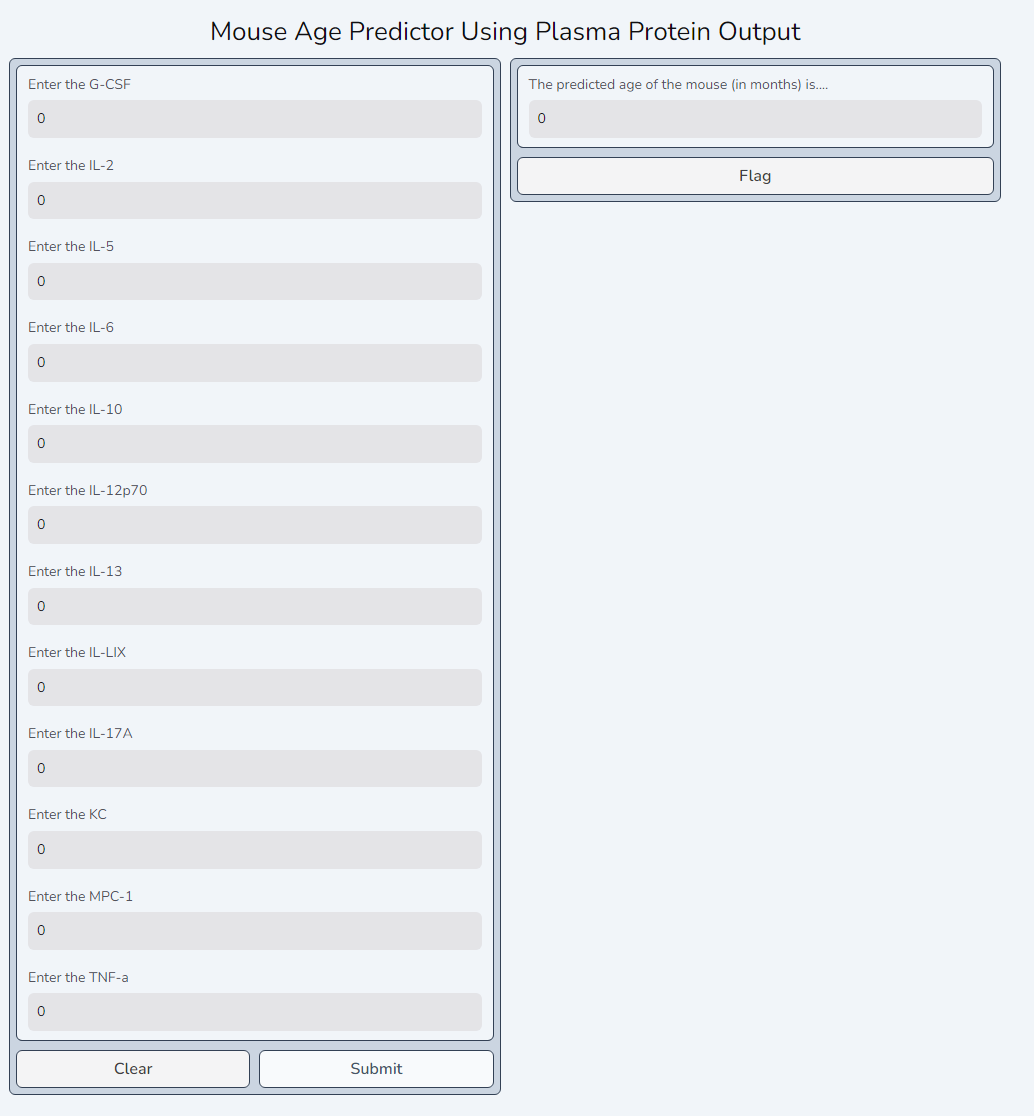 Mouse Age Predictor Using Plasma Protein Output
Enter the G-CSF
0
Enter the IL-2
0
Enter the IL-5
0
Enter the IL-6
0
Enter the IL-10
0
Enter the IL-12p70
0
Enter the IL-13
0
Enter the IL-LIX
0
Enter the IL-17A
0
Enter the KC
0
Enter the MPC-1
0
Enter the TNF-a
0
Clear
Submit
The predicted age of the mouse (in months) is....
0
Flag